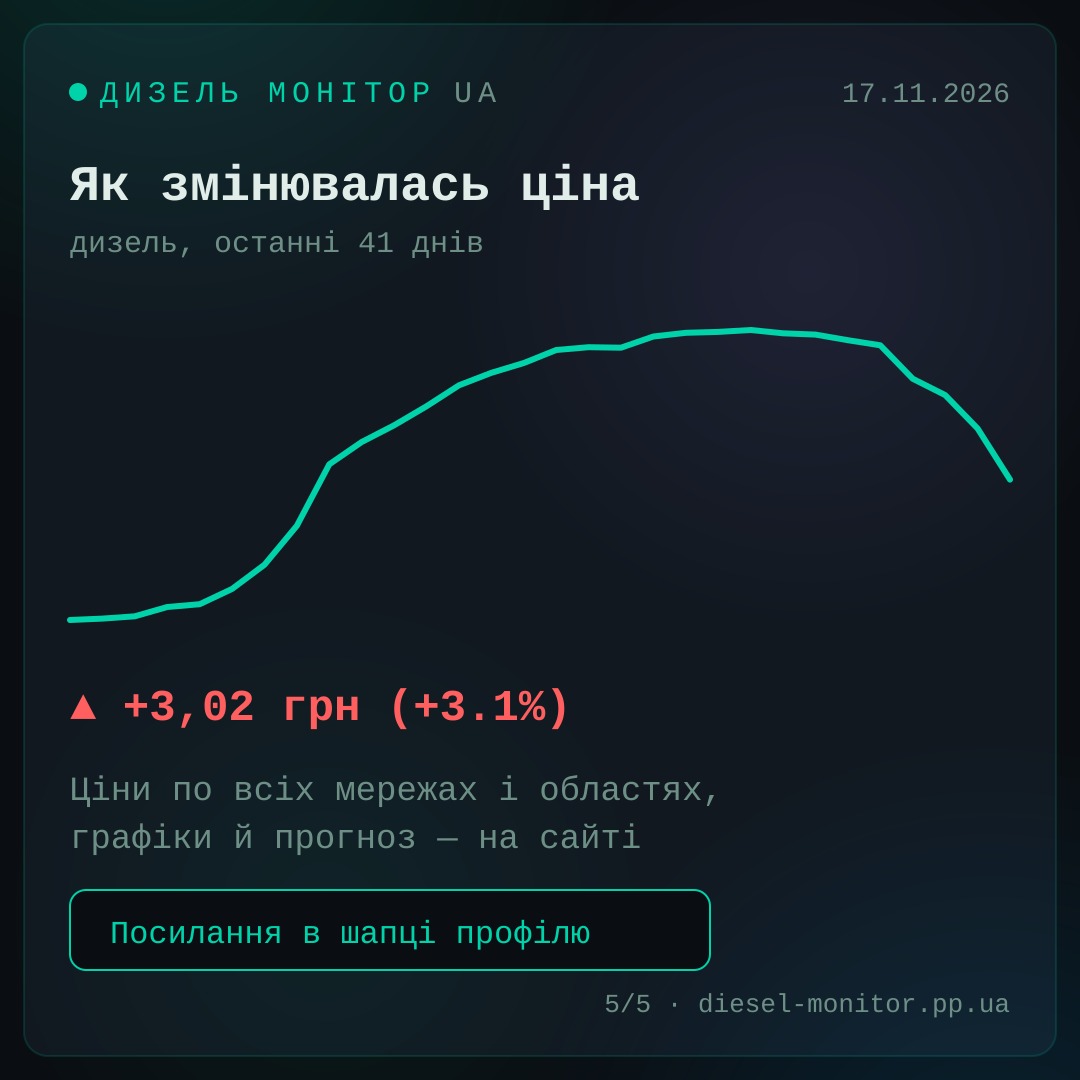 ДИЗЕЛЬ МОНІТОР UA
17.11.2026
Як змінювалась ціна
дизель, останні 41 днів
▲ +3,02 грн (+3.1%)
Ціни по всіх мережах і областях,
графіки й прогноз — на сайті
Посилання в шапці профілю
5/5 · diesel-monitor.pp.ua